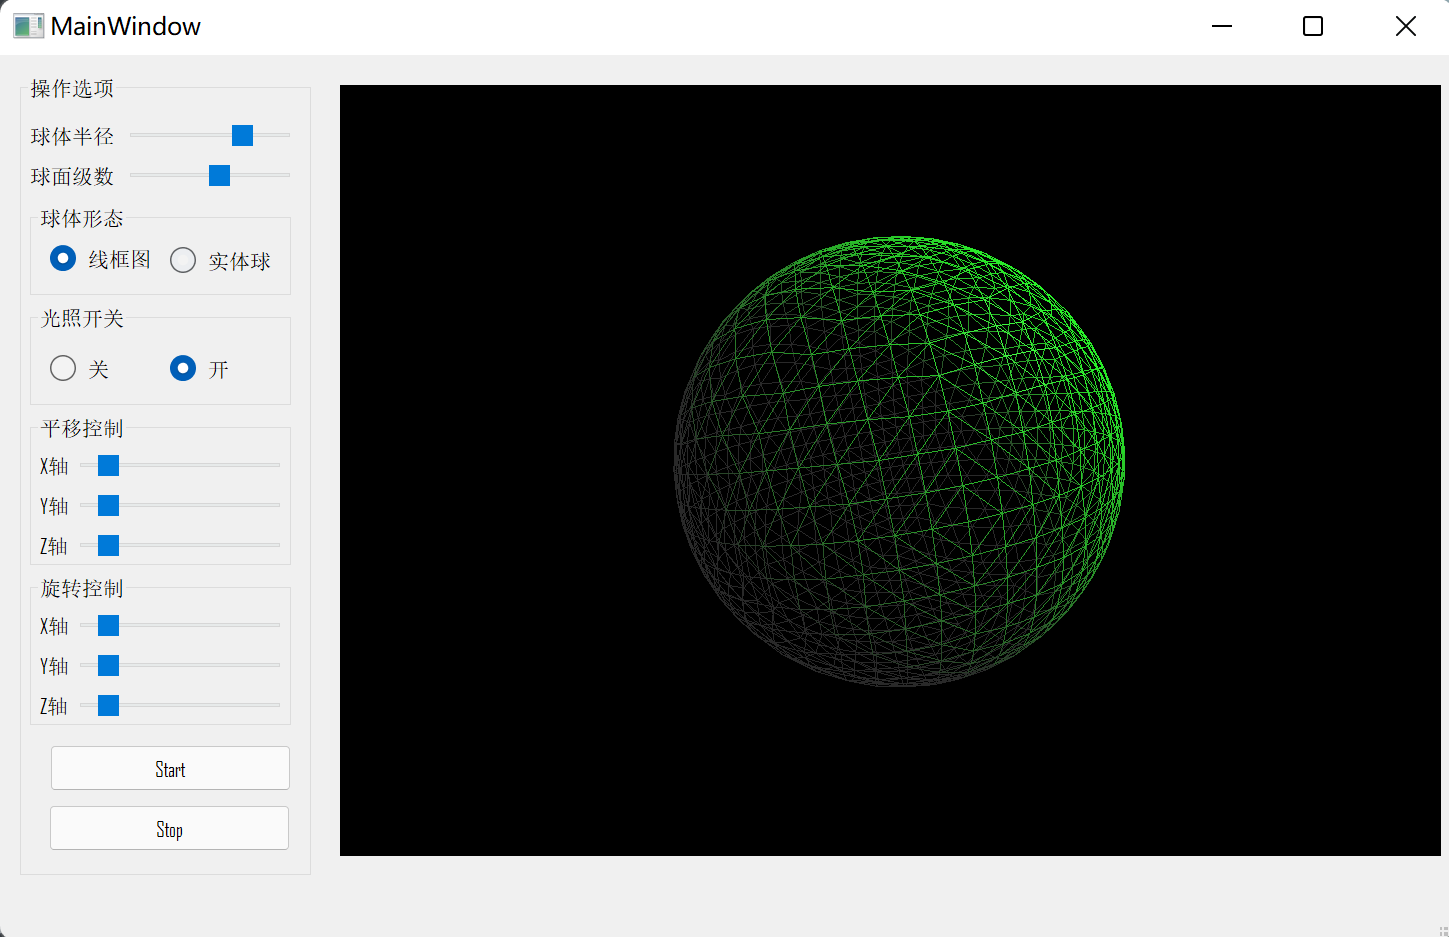 MainWindow
操作选项
球体半径
球面级数
球体形态
线框图 实体球
光照开关
关 开
平移控制
X轴
Y轴
Z轴
旋转控制
X轴
Y轴
Z轴
Start
Stop